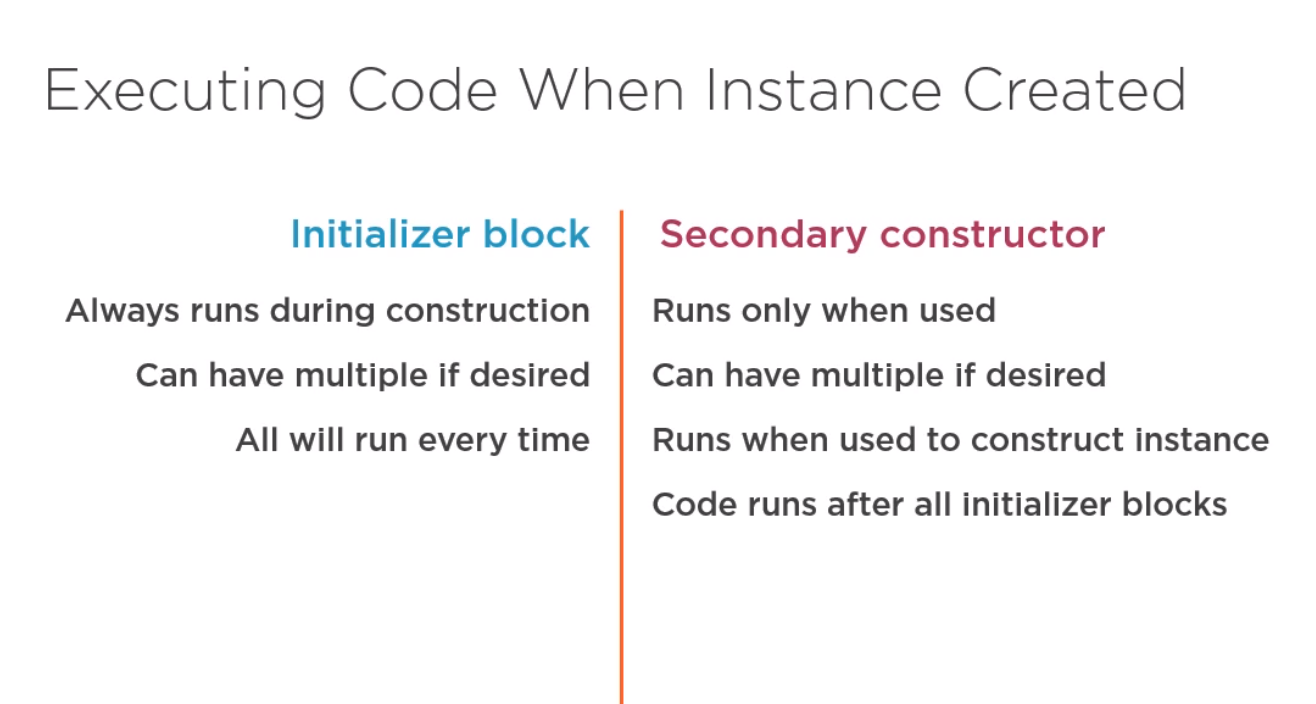 Executing Code When Instance Created
Initializer block
Always runs during construction
Can have multiple if desired
All will run every time
Secondary constructor
Runs only when used
Can have multiple if desired
Runs when used to construct instance
Code runs after all initializer blocks